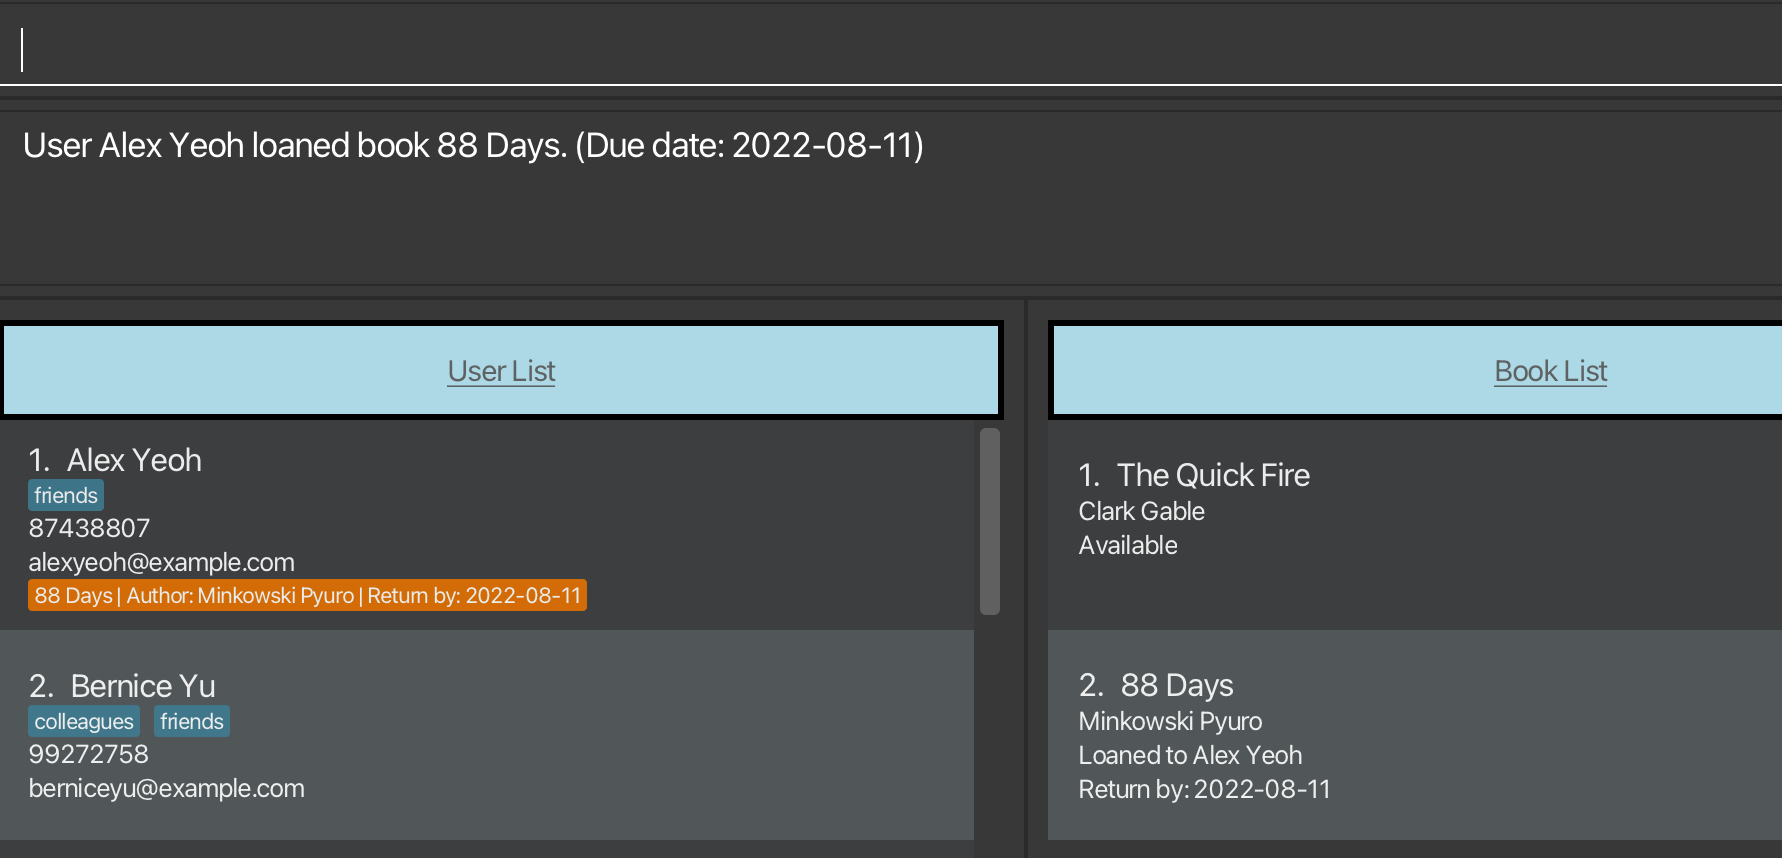 User Alex Yeoh loaned book 88 Days. (Due date: 2022-08-11)
User List
1. Alex Yeoh
friends
87438807
alexyeoh@example.com
88 Days | Author: Minkowski Pyuro | Return by: 2022-08-11
2. Bernice Yu
colleagues friends
99272758
berniceyu@example.com
Book List
1. The Quick Fire
Clark Gable
Available
2. 88 Days
Minkowski Pyuro
Loaned to Alex Yeoh
Return by: 2022-08-11